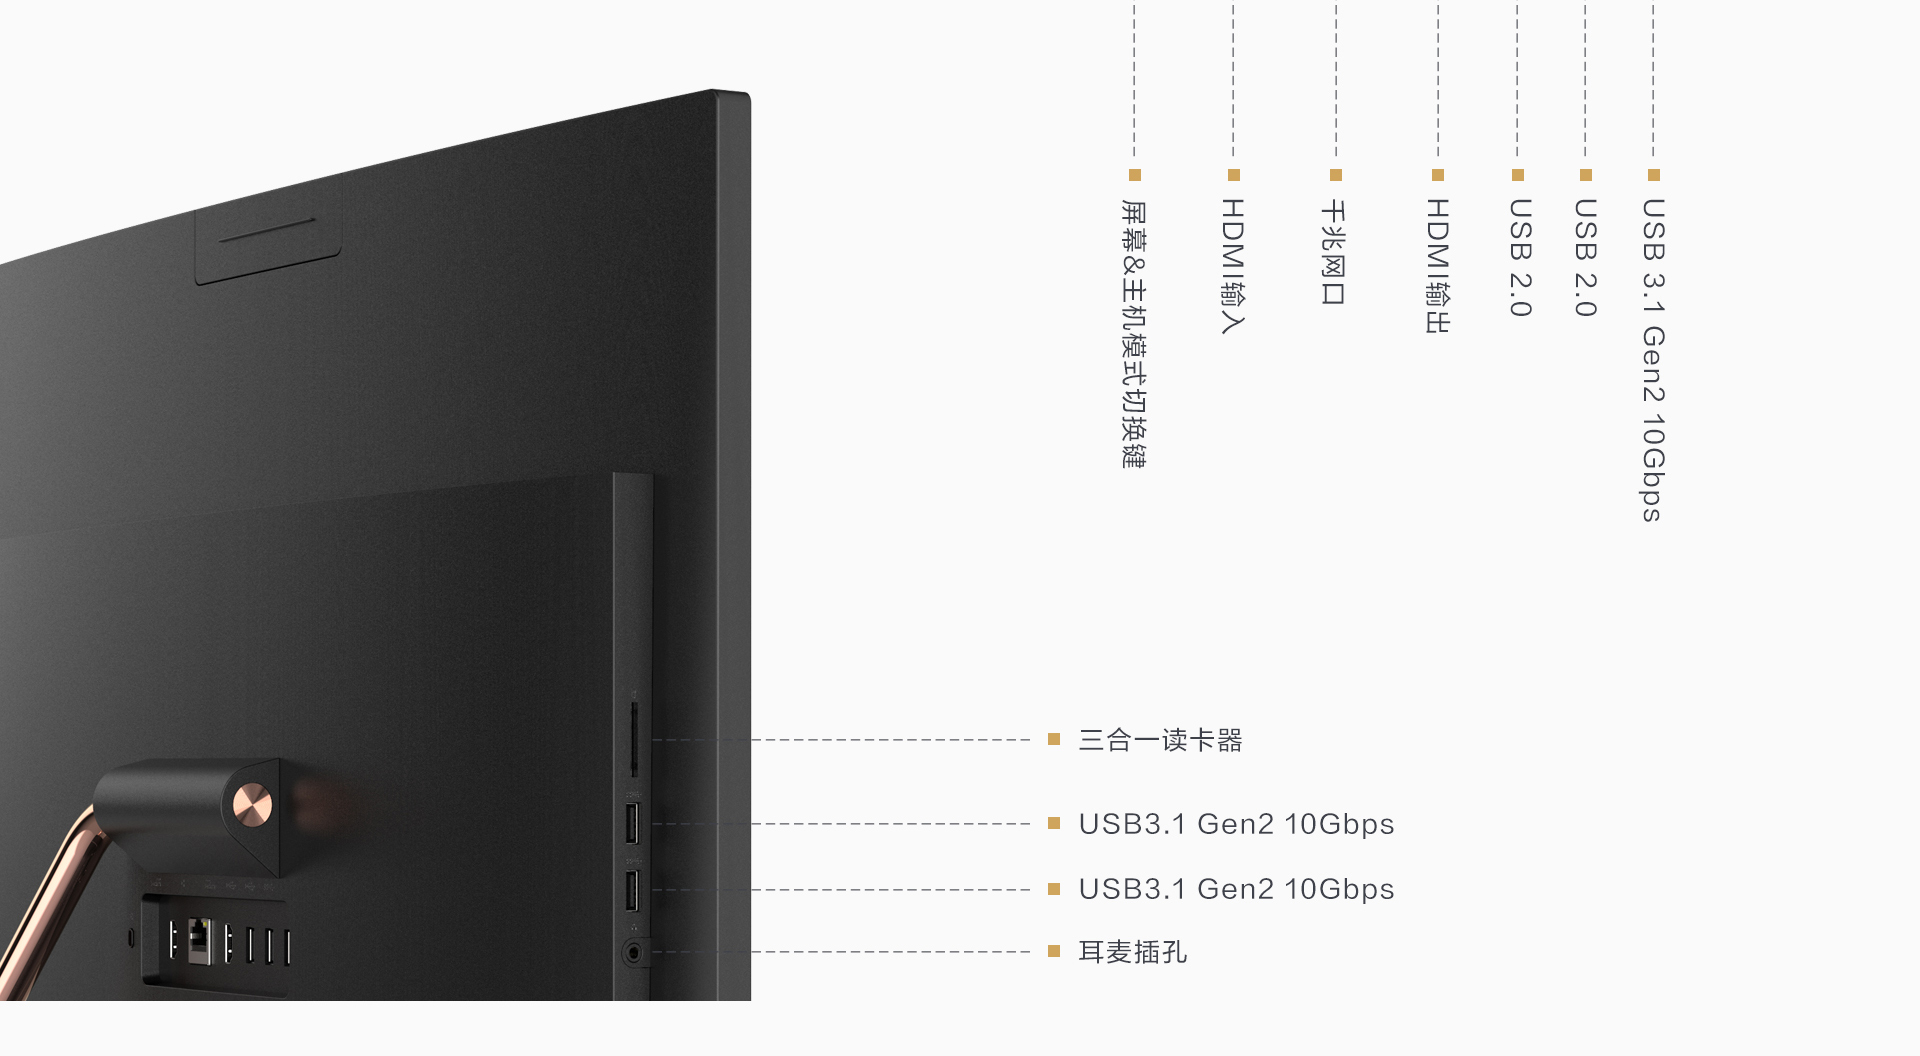 屏幕&主机模式切换键
HDMI输入
千兆网口
HDMI输出
USB 2.0
USB 2.0
USB 3.1 Gen2 10Gbps
三合一读卡器
USB3.1 Gen2 10Gbps
USB3.1 Gen2 10Gbps
耳麦插孔